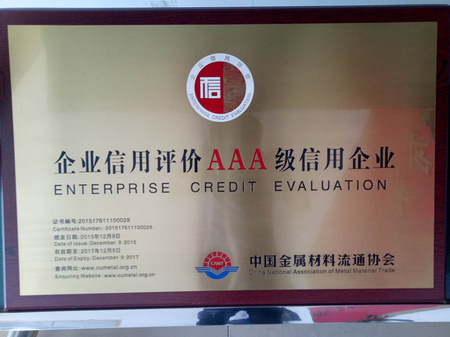 企业信用评价
信
ENTERPRISE CREDIT EVALUATION
企业信用评价AAA级信用企业
ENTERPRISE CREDIT EVALUATION
证书编号:201517611100028
Certificate Number: 201517611100028
颁发日期:2015年12月9日
Date of Issue: December 9 2015
有效期至:2017年12月5日
Date of Expiry: December 9 2017
查询网址:www.cumetal.org.cn
Enquiring Website: www.cumetal.org.cn
中国金属材料流通协会
China National Association of Metal Material Trade